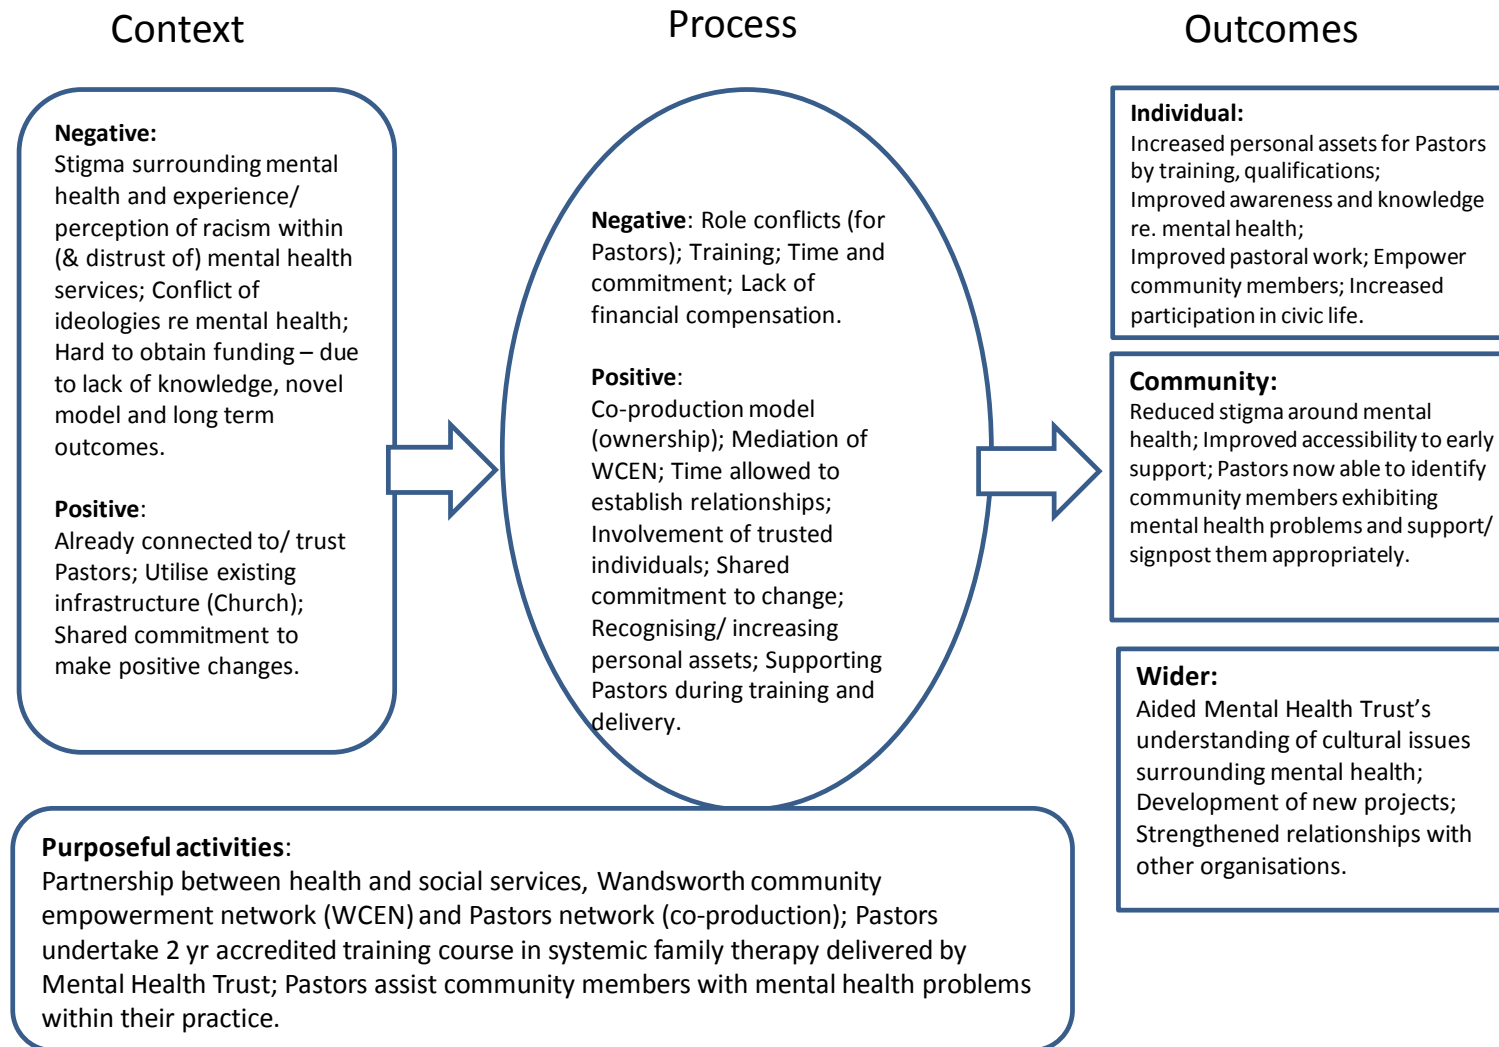 Context
Process
Outcomes
Negative:
Stigma surrounding mental
health and experience/
perception of racism within
(& distrust of) mental health
services; Conflict of
ideologies re mental health;
Hard to obtain funding – due
to lack of knowledge, novel
model and long term
outcomes.
Positive:
Already connected to/ trust
Pastors; Utilise existing
infrastructure (Church);
Shared commitment to
make positive changes.
Negative: Role conflicts (for
Pastors); Training; Time and
commitment; Lack of
financial compensation.
Positive:
Co-production model
(ownership); Mediation of
WCEN; Time allowed to
establish relationships;
Involvement of trusted
individuals; Shared
commitment to change;
Recognising/ increasing
personal assets; Supporting
Pastors during training and
delivery.
Individual:
Increased personal assets for Pastors
by training, qualifications;
Improved awareness and knowledge
re. mental health;
Improved pastoral work; Empower
community members; Increased
participation in civic life.
Community:
Reduced stigma around mental
health; Improved accessibility to early
support; Pastors now able to identify
community members exhibiting
mental health problems and support/
signpost them appropriately.
Wider:
Aided Mental Health Trust’s
understanding of cultural issues
surrounding mental health;
Development of new projects;
Strengthened relationships with
other organisations.
Purposeful activities:
Partnership between health and social services, Wandsworth community
empowerment network (WCEN) and Pastors network (co-production); Pastors
undertake 2 yr accredited training course in systemic family therapy delivered by
Mental Health Trust; Pastors assist community members with mental health problems
within their practice.